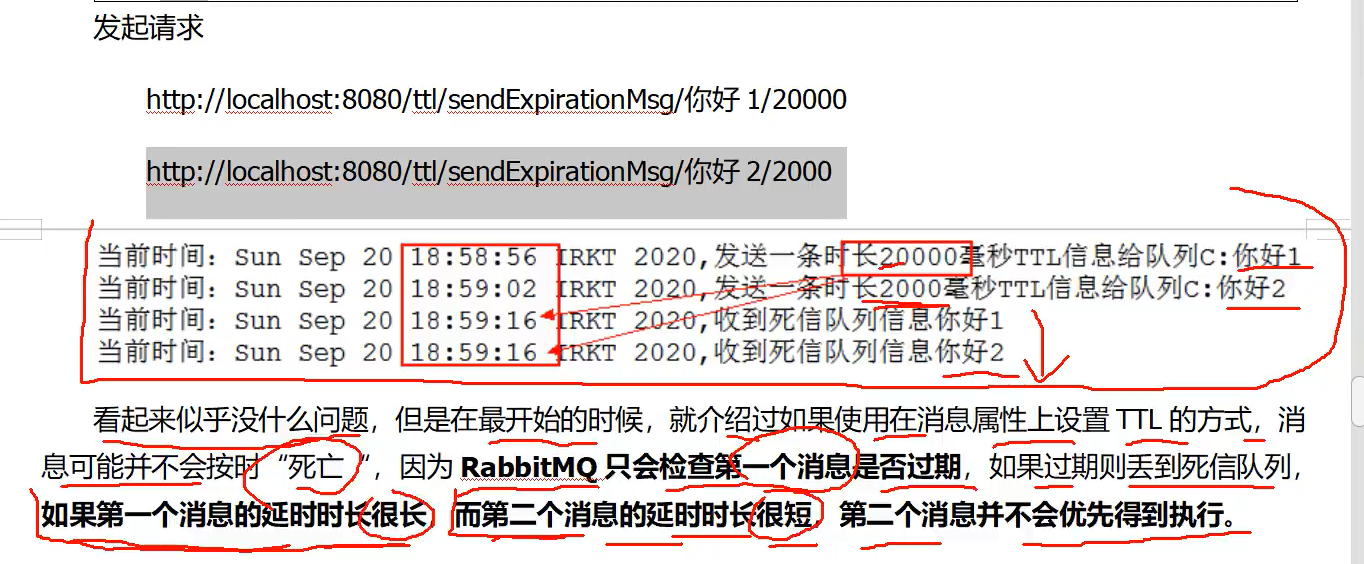 发起请求
http://localhost:8080/ttl/sendExpirationMsg/你好 1/20000
http://localhost:8080/ttl/sendExpirationMsg/你好 2/2000
当前时间：Sun Sep 20 18:58:56 IRKT 2020,发送一条时长20000毫秒TTL信息给队列C:你好1
当前时间：Sun Sep 20 18:59:02 IRKT 2020,发送一条时长2000毫秒TTL信息给队列C:你好2
当前时间：Sun Sep 20 18:59:16 IRKT 2020,收到死信队列信息你好1
当前时间：Sun Sep 20 18:59:16 IRKT 2020,收到死信队列信息你好2
看起来似乎没什么问题，但是在最开始的时候，就介绍过如果使用在消息属性上设置 TTL 的方式，消
息可能并不会按时“死亡“，因为 RabbitMQ 只会检查第一个消息是否过期，如果过期则丢到死信队列，
如果第一个消息的延时时长很长，而第二个消息的延时时长很短，第二个消息并不会优先得到执行。